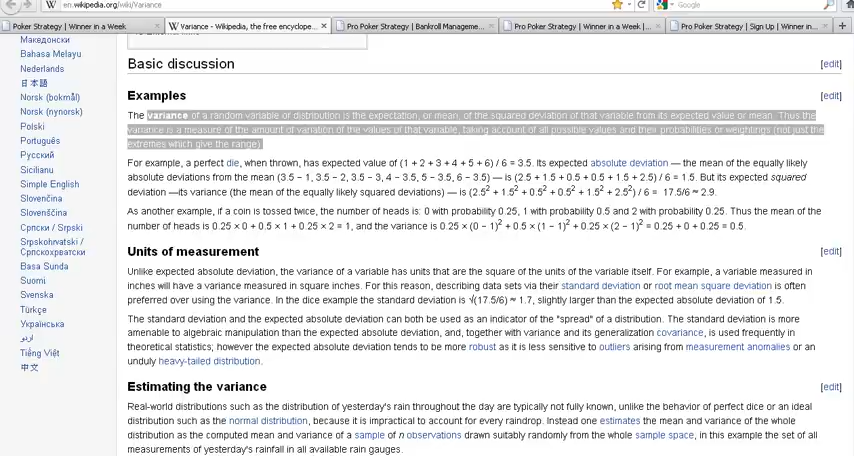 en.wikipedia.org/wiki/Variance
Google
Poker Strategy | Winner in a Week
Variance - Wikipedia, the free encyclope...
Pro Poker Strategy | Bankroll Manageme...
Pro Poker Strategy | Winner in a Week |...
Pro Poker Strategy | Sign Up | Winner in...
Македонски
Bahasa Melayu
Nederlands
日本語
Norsk (bokmål)
Norsk (nynorsk)
Polski
Português
Русский
Sicilianu
Simple English
Slovenčina
Slovenščina
Српски / Srpski
Srpskohrvatski /
Српскохрватски
Basa Sunda
Suomi
Svenska
Türkçe
Українська
اردو
Tiếng Việt
中文
Basic discussion [edit]
Examples [edit]
The variance of a random variable or distribution is the expectation, or mean, of the squared deviation of that variable from its expected value or mean. Thus the
variance is a measure of the amount of variation of the values of that variable, taking account of all possible values and their probabilities or weightings (not just the
extremes which give the range).
For example, a perfect die, when thrown, has expected value of (1 + 2 + 3 + 4 + 5 + 6) / 6 = 3.5. Its expected absolute deviation — the mean of the equally likely
absolute deviations from the mean (3.5 − 1, 3.5 − 2, 3.5 − 3, 4 − 3.5, 5 − 3.5, 6 − 3.5) — is (2.5 + 1.5 + 0.5 + 0.5 + 1.5 + 2.5) / 6 = 1.5. But its expected squared
deviation —its variance (the mean of the equally likely squared deviations) — is (2.5² + 1.5² + 0.5² + 0.5² + 1.5² + 2.5²) / 6 = 17.5/6 ≈ 2.9.
As another example, if a coin is tossed twice, the number of heads is: 0 with probability 0.25, 1 with probability 0.5 and 2 with probability 0.25. Thus the mean of the
number of heads is 0.25 × 0 + 0.5 × 1 + 0.25 × 2 = 1, and the variance is 0.25 × (0 − 1)² + 0.5 × (1 − 1)² + 0.25 × (2 − 1)² = 0.25 + 0 + 0.25 = 0.5.
Units of measurement [edit]
Unlike expected absolute deviation, the variance of a variable has units that are the square of the units of the variable itself. For example, a variable measured in
inches will have a variance measured in square inches. For this reason, describing data sets via their standard deviation or root mean square deviation is often
preferred over using the variance. In the dice example the standard deviation is √(17.5/6) ≈ 1.7, slightly larger than the expected absolute deviation of 1.5.
The standard deviation and the expected absolute deviation can both be used as an indicator of the "spread" of a distribution. The standard deviation is more
amenable to algebraic manipulation than the expected absolute deviation, and, together with variance and its generalization covariance, is used frequently in
theoretical statistics; however the expected absolute deviation tends to be more robust as it is less sensitive to outliers arising from measurement anomalies or an
unduly heavy-tailed distribution.
Estimating the variance [edit]
Real-world distributions such as the distribution of yesterday's rain throughout the day are typically not fully known, unlike the behavior of perfect dice or an ideal
distribution such as the normal distribution, because it is impractical to account for every raindrop. Instead one estimates the mean and variance of the whole
distribution as the computed mean and variance of a sample of n observations drawn suitably randomly from the whole sample space, in this example the set of all
measurements of yesterday's rainfall in all available rain gauges.